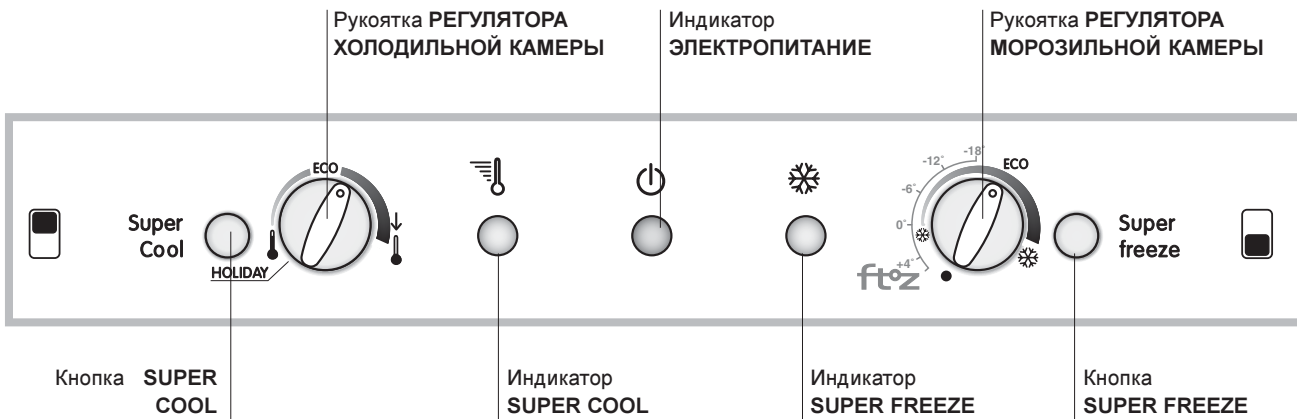 Рукоятка РЕГУЛЯТОРА
ХОЛОДИЛЬНОЙ КАМЕРЫ
Индикатор
ЭЛЕКТРОПИТАНИЕ
Рукоятка РЕГУЛЯТОРА
МОРОЗИЛЬНОЙ КАМЕРЫ
Super
Cool
ECO
HOLIDAY
-18°
-12°
-6°
0°
+4°
ECO
ft°z
Super
freeze
Кнопка SUPER
COOL
Индикатор
SUPER COOL
Индикатор
SUPER FREEZE
Кнопка
SUPER FREEZE